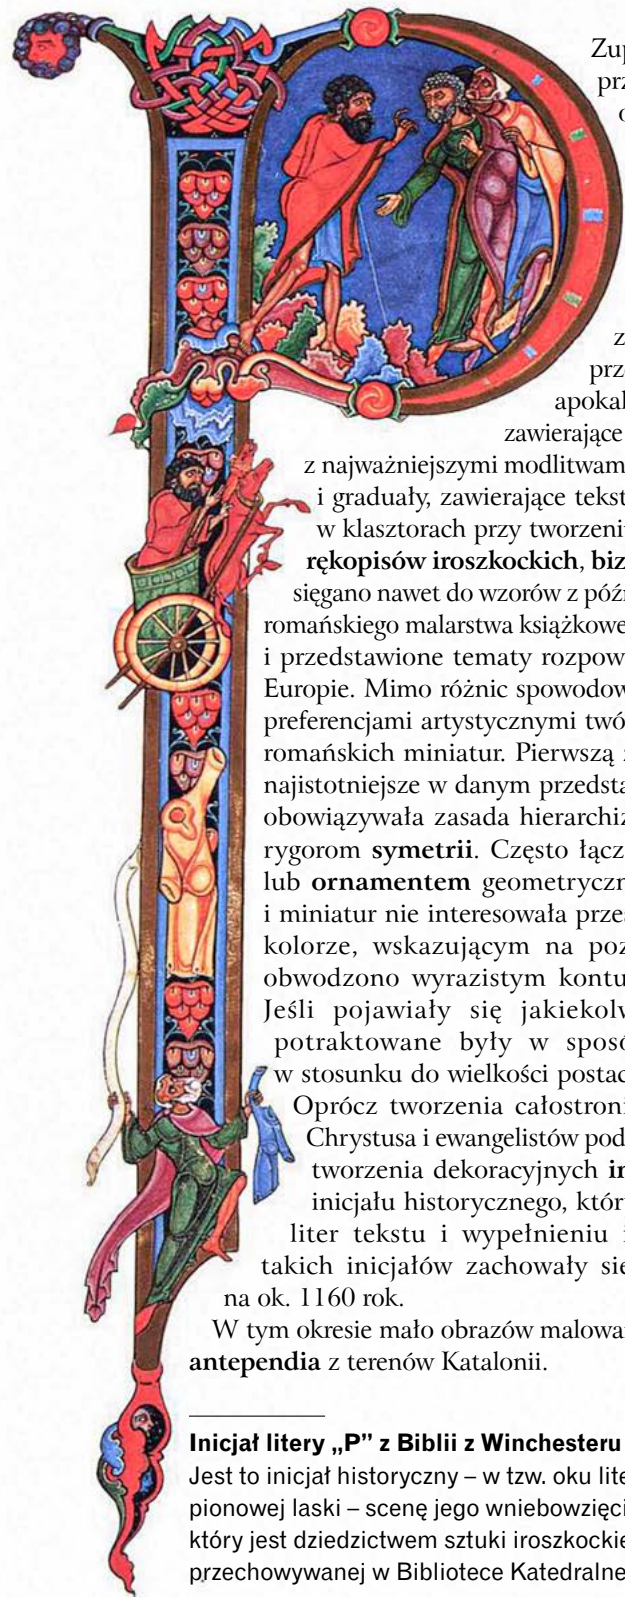 Zup
prz
o
z
prze
apokal
zawierające
z najważniejszymi modlitwam
i graduały, zawierające tekst
w klasztorach przy tworzeni
rękopisów iroszkockich, biz
sięgano nawet do wzorów z późn
romańskiego malarstwa książkowe
i przedstawione tematy rozpow
Europie. Mimo różnic spowodow
preferencjami artystycznymi twó
romańskich miniatur. Pierwszą z
najistotniejsze w danym przedsta
obowiązywała zasada hierarchiz
rygorom symetrii. Często łącz
lub ornamentem geometryczn
i miniatur nie interesowała przes
kolorze, wskazującym na poz
obwodzono wyrazistym kontu
Jeśli pojawiały się jakiekolw
potraktowane były w sposó
w stosunku do wielkości postac
Oprócz tworzenia całostroni
Chrystusa i ewangelistów pod
tworzenia dekoracyjnych in
inicjału historycznego, któr
liter tekstu i wypełnieniu i
takich inicjałów zachowały się
na ok. 1160 rok.
W tym okresie mało obrazów malowa
antependia z terenów Katalonii.
Inicjał litery „P” z Biblii z Winchesteru
Jest to inicjał historyczny – w tzw. oku lite
pionowej laski – scenę jego wniebowzięci
który jest dziedzictwem sztuki iroszkockie
przechowywanej w Bibliotece Katedralne